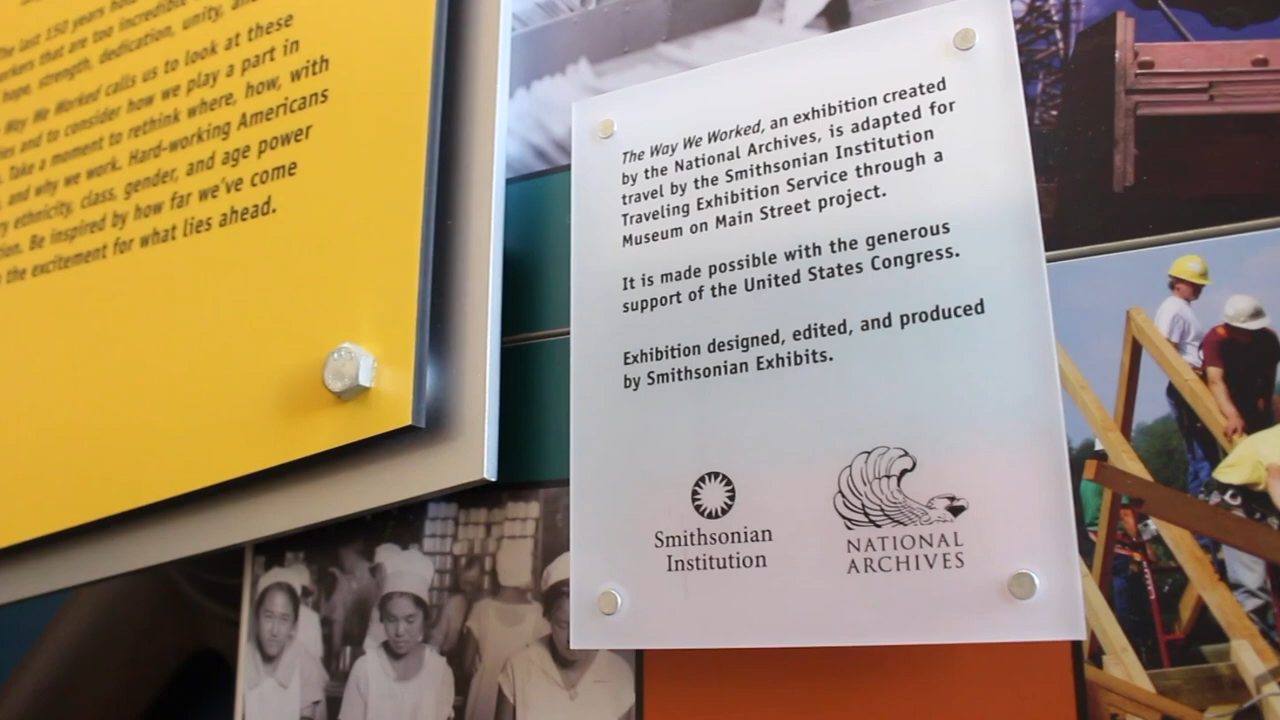 the last 150 years
that are too incredible
hope, strength, dedication, unity,
Way We Worked calls us to look at these
and to consider how we play a part in
Take a moment to rethink where, how, with
and why we work. Hard-working Americans
ethnicity, class, gender, and age power
Be inspired by how far we've come
the excitement for what lies ahead.
The Way We Worked, an exhibition created
by the National Archives, is adapted for
travel by the Smithsonian Institution
Traveling Exhibition Service through a
Museum on Main Street project.
It is made possible with the generous
support of the United States Congress.
Exhibition designed, edited, and produced
by Smithsonian Exhibits.
Smithsonian
Institution
NATIONAL
ARCHIVES